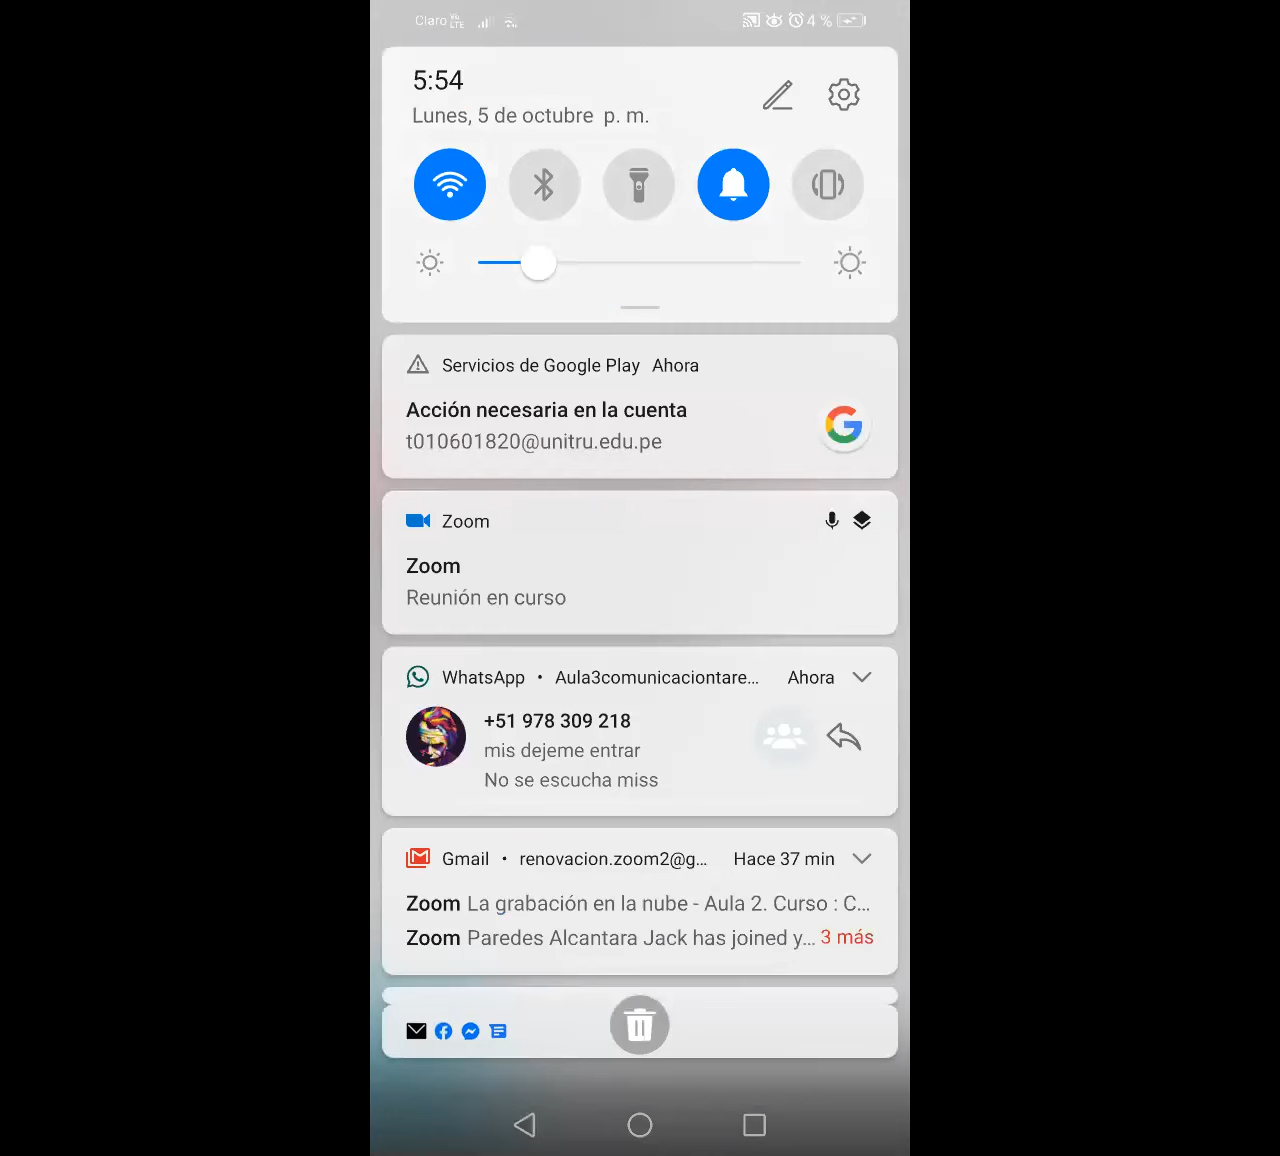 Claro Vo LTE 4 %
5:54
Lunes, 5 de octubre p. m.
Servicios de Google Play Ahora
Acción necesaria en la cuenta
t010601820@unitru.edu.pe
Zoom
Zoom
Reunión en curso
WhatsApp • Aula3comunicaciontare... Ahora
+51 978 309 218
mis dejeme entrar
No se escucha miss
Gmail • renovacion.zoom2@g... Hace 37 min
Zoom La grabación en la nube - Aula 2. Curso : C...
Zoom Paredes Alcantara Jack has joined y... 3 más